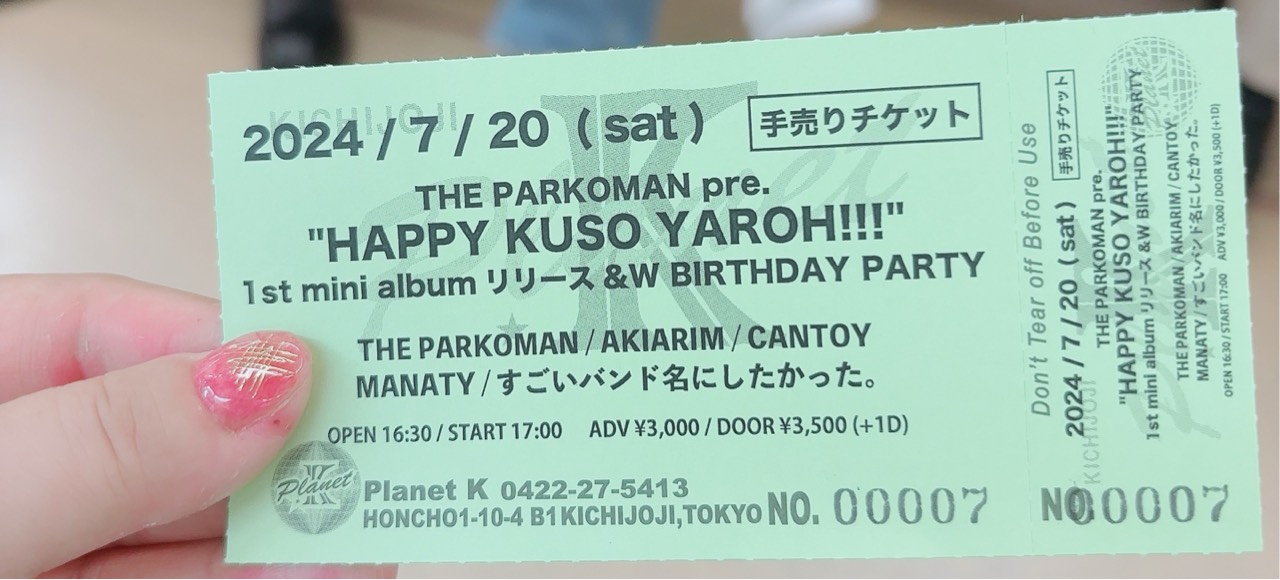 KICHIJOJI
2024 / 7 / 20 (sat)
手売りチケット
THE PARKOMAN pre.
"HAPPY KUSO YAROH!!!"
1st mini album リリース &W BIRTHDAY PARTY
THE PARKOMAN / AKIARIM / CANTOY
MANATY / すごいバンド名にしたかった。
OPEN 16:30 / START 17:00 ADV ¥3,000 / DOOR ¥3,500 (+1D)
Planet K
Planet K 0422-27-5413
HONCHO1-10-4 B1 KICHIJOJI,TOKYO
NO. 00007
Don't Tear off Before Use
KICHIJOJI
2024 / 7 / 20 (sat)
手売りチケット
THE PARKOMAN pre.
"HAPPY KUSO YAROH!!!"
1st mini album リリース &W BIRTHDAY PARTY
THE PARKOMAN / AKIARIM / CANTOY
MANATY / すごいバンド名にしたかった。
OPEN 16:30 / START 17:00 ADV ¥3,000 / DOOR ¥3,500 (+1D)
NO. 00007